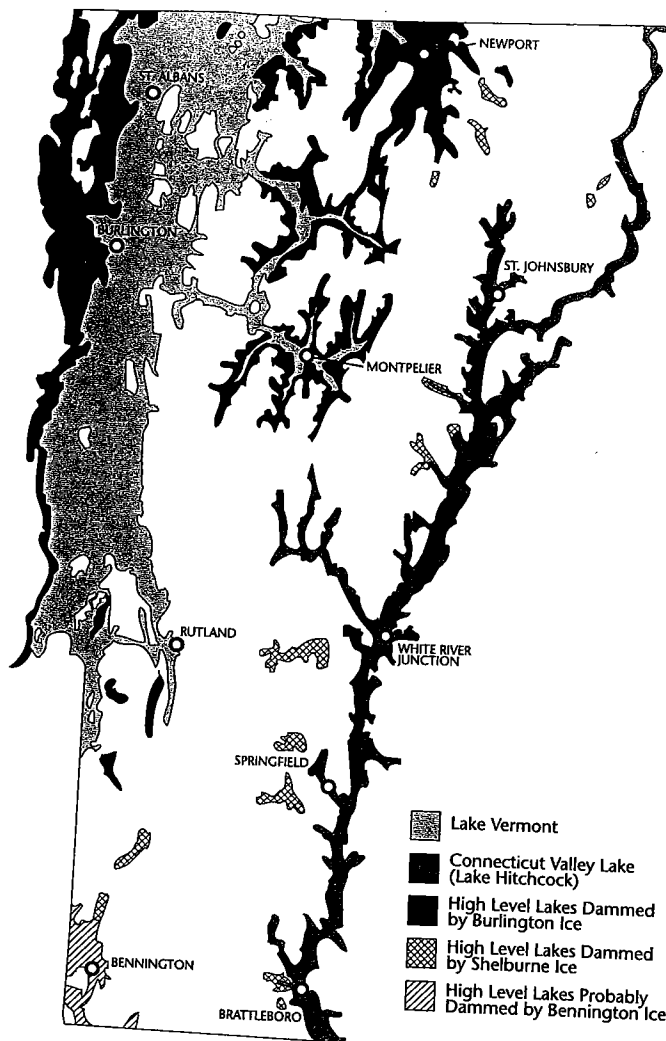 NEWPORT
ST. ALBANS
BURLINGTON
ST. JOHNSBURY
MONTPELIER
RUTLAND
WHITE RIVER
JUNCTION
SPRINGFIELD
BENNINGTON
BRATTLEBORO
Lake Vermont
Connecticut Valley Lake
(Lake Hitchcock)
High Level Lakes Dammed
by Burlington Ice
High Level Lakes Dammed
by Shelburne Ice
High Level Lakes Probably
Dammed by Bennington Ice